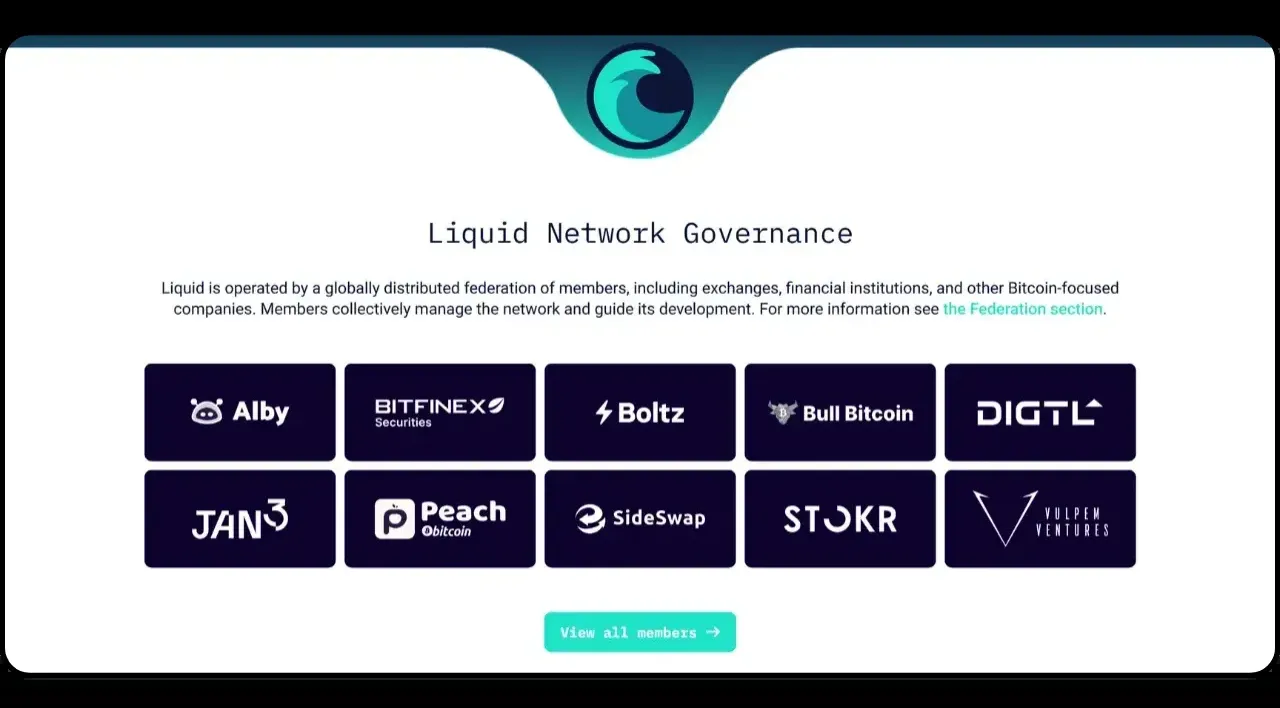 Liquid Network Governance
Liquid is operated by a globally distributed federation of members, including exchanges, financial institutions, and other Bitcoin-focused
companies. Members collectively manage the network and guide its development. For more information see the Federation section.
Alby
BITFINEX
Securities
Boltz
Bull Bitcoin
DIGTL
JAN3
Peach
bitcoin
SideSwap
STOKR
VULPEM
VENTURES
View all members →